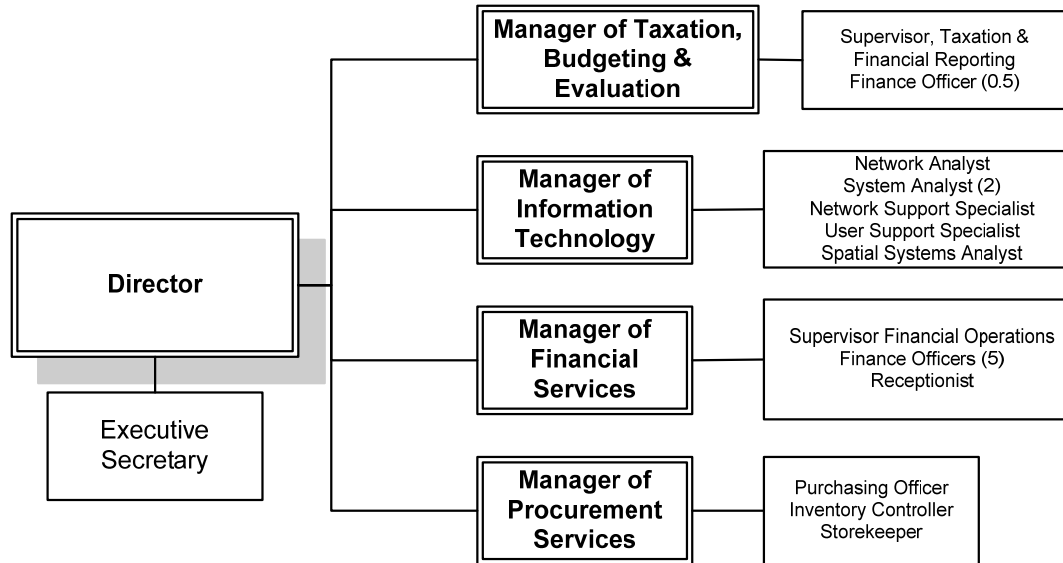 Manager of Taxation,
Budgeting &
Evaluation
Supervisor, Taxation &
Financial Reporting
Finance Officer (0.5)
Manager of
Information
Technology
Network Analyst
System Analyst (2)
Network Support Specialist
User Support Specialist
Spatial Systems Analyst
Director
Executive
Secretary
Manager of
Financial
Services
Supervisor Financial Operations
Finance Officers (5)
Receptionist
Manager of
Procurement
Services
Purchasing Officer
Inventory Controller
Storekeeper